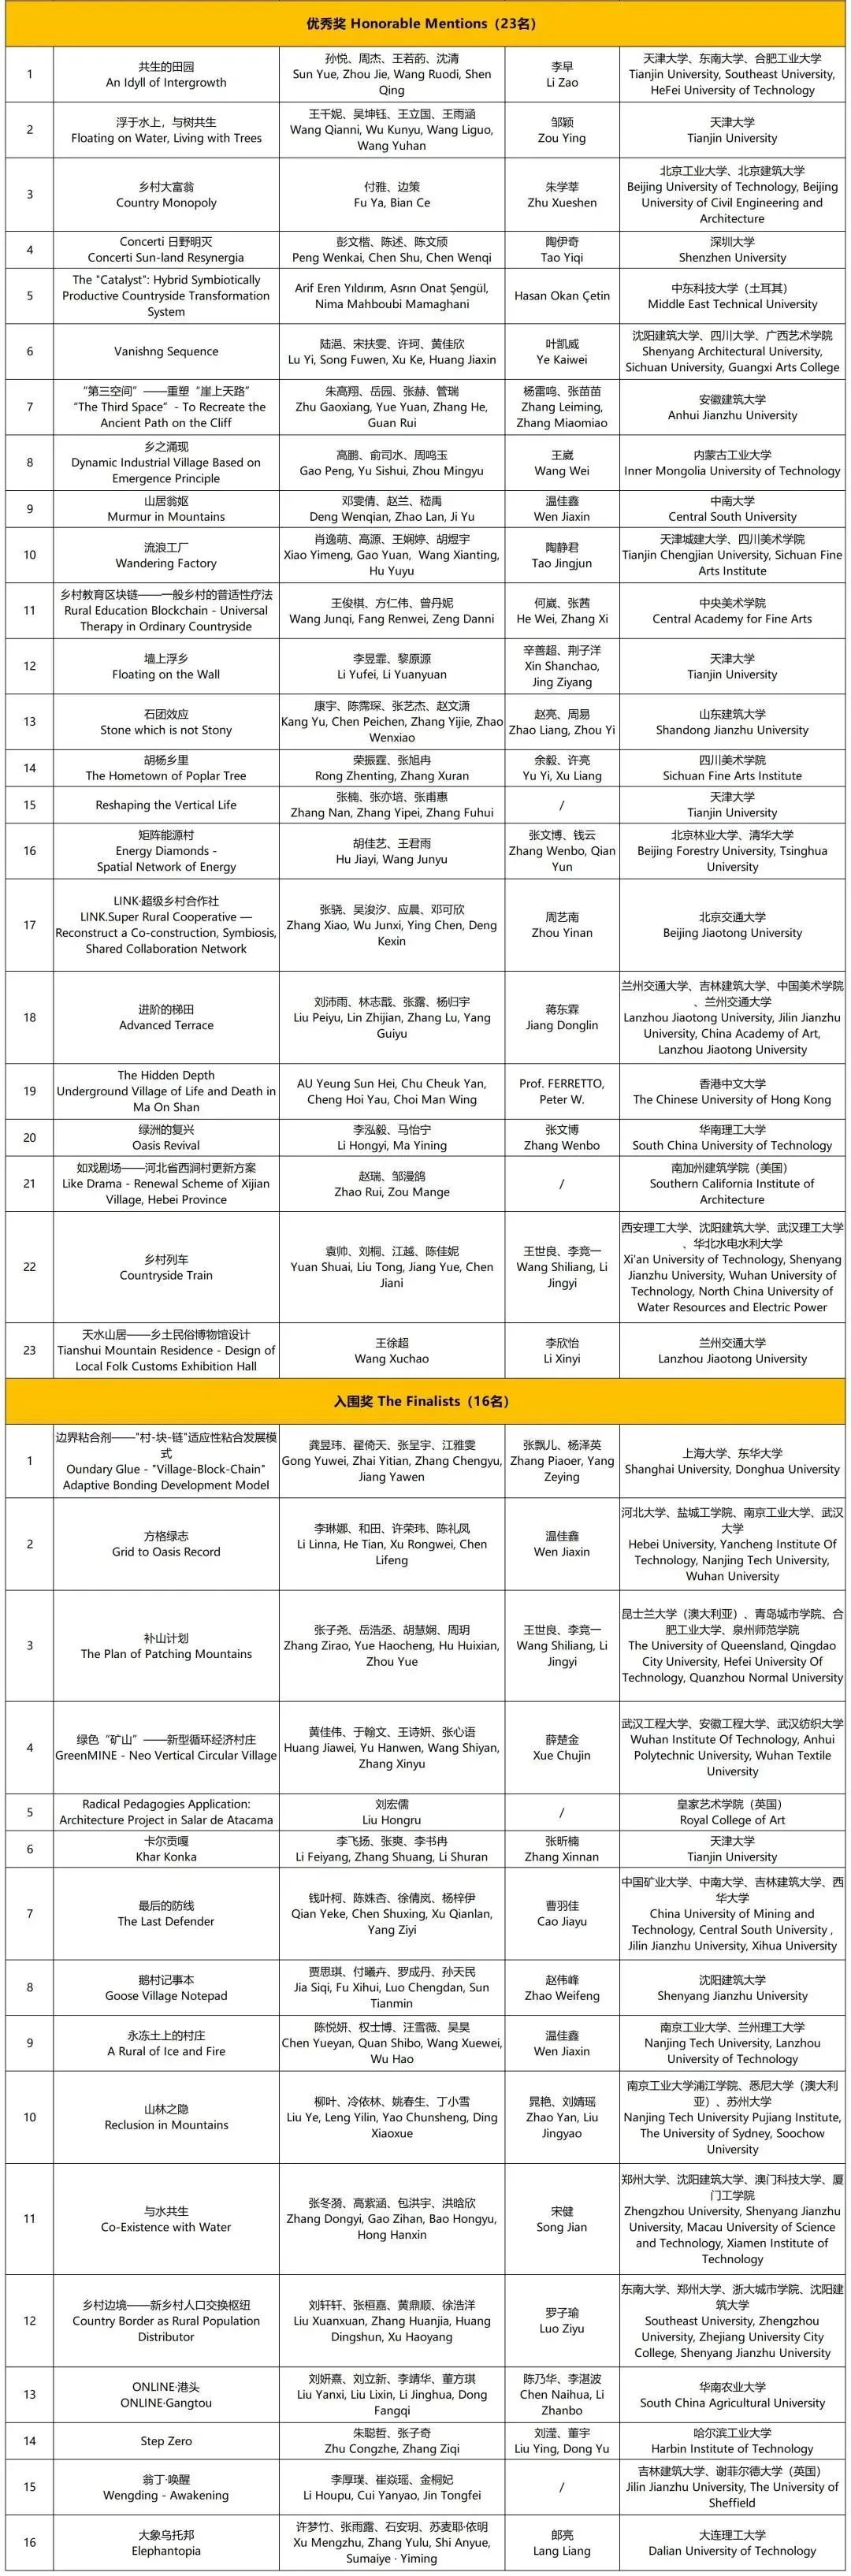 优秀奖 Honorable Mentions（23名）
1
共生的田园
An Idyll of Intergrowth
孙悦、周杰、王若菂、沈清
Sun Yue, Zhou Jie, Wang Ruodi, Shen
Qing
李早
Li Zao
天津大学、东南大学、合肥工业大学
Tianjin University, Southeast University,
HeFei University of Technology
2
浮于水上，与树共生
Floating on Water, Living with Trees
王千妮、吴坤钰、王立国、王雨涵
Wang Qianni, Wu Kunyu, Wang Liguo,
Wang Yuhan
邹颖
Zou Ying
天津大学
Tianjin University
3
乡村大富翁
Country Monopoly
付雅、边策
Fu Ya, Bian Ce
朱学莘
Zhu Xueshen
北京工业大学、北京建筑大学
Beijing University of Technology, Beijing
University of Civil Engineering and
Architecture
4
Concerti 日野明灭
Concerti Sun-land Resynergia
彭文楷、陈述、陈文颀
Peng Wenkai, Chen Shu, Chen Wenqi
陶伊奇
Tao Yiqi
深圳大学
Shenzhen University
5
The "Catalyst": Hybrid Symbiotically
Productive Countryside Transformation
System
Arif Eren Yıldırım, Asrın Onat Şengül,
Nima Mahboubi Mamaghani
Hasan Okan Çetin
中东科技大学（土耳其）
Middle East Technical University
6
Vanishng Sequence
陆浥、宋扶雯、许珂、黄佳欣
Lu Yi, Song Fuwen, Xu Ke, Huang Jiaxin
叶凯威
Ye Kaiwei
沈阳建筑大学、四川大学、广西艺术学院
Shenyang Architectural University,
Sichuan University, Guangxi Arts College
7
“第三空间”——重塑“崖上天路”
“The Third Space”- To Recreate the
Ancient Path on the Cliff
朱高翔、岳园、张赫、管瑞
Zhu Gaoxiang, Yue Yuan, Zhang He,
Guan Rui
杨雷鸣、张苗苗
Zhang Leiming,
Zhang Miaomiao
安徽建筑大学
Anhui Jianzhu University
8
乡之涌现
Dynamic Industrial Village Based on
Emergence Principle
高鹏、俞司水、周鸣玉
Gao Peng, Yu Sishui, Zhou Mingyu
王崴
Wang Wei
内蒙古工业大学
Inner Mongolia University of Technology
9
山居翁妪
Murmur in Mountains
邓雯倩、赵兰、嵇禹
Deng Wenqian, Zhao Lan, Ji Yu
温佳鑫
Wen Jiaxin
中南大学
Central South University
10
流浪工厂
Wandering Factory
肖逸萌、高源、王娴婷、胡煜宇
Xiao Yimeng, Gao Yuan, Wang Xianting,
Hu Yuyu
陶静君
Tao Jingjun
天津城建大学、四川美术学院
Tianjin Chengjian University, Sichuan Fine
Arts Institute
11
乡村教育区块链——一般乡村的普适性疗法
Rural Education Blockchain - Universal
Therapy in Ordinary Countryside
王俊棋、方仁伟、曾丹妮
Wang Junqi, Fang Renwei, Zeng Danni
何崴、张茜
He Wei, Zhang Xi
中央美术学院
Central Academy for Fine Arts
12
墙上浮乡
Floating on the Wall
李昱霏、黎原源
Li Yufei, Li Yuanyuan
辛善超、荆子洋
Xin Shanchao,
Jing Ziyang
天津大学
Tianjin University
13
石团效应
Stone which is not Stony
康宇、陈霈琛、张艺杰、赵文潇
Kang Yu, Chen Peichen, Zhang Yijie, Zhao
Wenxiao
赵亮、周易
Zhao Liang, Zhou Yi
山东建筑大学
Shandong Jianzhu University
14
胡杨乡里
The Hometown of Poplar Tree
荣振霆、张旭冉
Rong Zhenting, Zhang Xuran
余毅、许亮
Yu Yi, Xu Liang
四川美术学院
Sichuan Fine Arts Institute
15
Reshaping the Vertical Life
张楠、张亦培、张甫惠
Zhang Nan, Zhang Yipei, Zhang Fuhui
/
天津大学
Tianjin University
16
矩阵能源村
Energy Diamonds -
Spatial Network of Energy
胡佳艺、王君雨
Hu Jiayi, Wang Junyu
张文博、钱云
Zhang Wenbo, Qian
Yun
北京林业大学、清华大学
Beijing Forestry University, Tsinghua
University
17
LINK·超级乡村合作社
LINK.Super Rural Cooperative —
Reconstruct a Co-construction, Symbiosis,
Shared Collaboration Network
张骁、吴浚汐、应晨、邓可欣
Zhang Xiao, Wu Junxi, Ying Chen, Deng
Kexin
周艺南
Zhou Yinan
北京交通大学
Beijing Jiaotong University
18
进阶的梯田
Advanced Terrace
刘沛雨、林志戬、张露、杨归宇
Liu Peiyu, Lin Zhijian, Zhang Lu, Yang
Guiyu
蒋东霖
Jiang Donglin
兰州交通大学、吉林建筑大学、中国美术学院
、兰州交通大学
Lanzhou Jiaotong University, Jilin Jianzhu
University, China Academy of Art,
Lanzhou Jiaotong University
19
The Hidden Depth
Underground Village of Life and Death in
Ma On Shan
AU Yeung Sun Hei, Chu Cheuk Yan,
Cheng Hoi Yau, Choi Man Wing
Prof. FERRETTO,
Peter W.
香港中文大学
The Chinese University of Hong Kong
20
绿洲的复兴
Oasis Revival
李泓毅、马怡宁
Li Hongyi, Ma Yining
张文博
Zhang Wenbo
华南理工大学
South China University of Technology
21
如戏剧场——河北省西涧村更新方案
Like Drama - Renewal Scheme of Xijian
Village, Hebei Province
赵瑞、邹漫鸽
Zhao Rui, Zou Mange
/
南加州建筑学院（美国）
Southern California Institute of
Architecture
22
乡村列车
Countryside Train
袁帅、刘桐、江越、陈佳妮
Yuan Shuai, Liu Tong, Jiang Yue, Chen
Jiani
王世良、李竞一
Wang Shiliang, Li
Jingyi
西安理工大学、沈阳建筑大学、武汉理工大学
、华北水电水利大学
Xi'an University of Technology, Shenyang
Jianzhu University, Wuhan University of
Technology, North China University of
Water Resources and Electric Power
23
天水山居——乡土民俗博物馆设计
Tianshui Mountain Residence - Design of
Local Folk Customs Exhibition Hall
王徐超
Wang Xuchao
李欣怡
Li Xinyi
兰州交通大学
Lanzhou Jiaotong University
入围奖 The Finalists（16名）
1
边界粘合剂——"村-块-链"适应性粘合发展模
式
Oundary Glue - "Village-Block-Chain"
Adaptive Bonding Development Model
龚昱玮、翟倚天、张呈宇、江雅雯
Gong Yuwei, Zhai Yitian, Zhang Chengyu,
Jiang Yawen
张飘儿、杨泽英
Zhang Piaoer, Yang
Zeying
上海大学、东华大学
Shanghai University, Donghua University
2
方格绿志
Grid to Oasis Record
李琳娜、和田、许荣玮、陈礼凤
Li Linna, He Tian, Xu Rongwei, Chen
Lifeng
温佳鑫
Wen Jiaxin
河北大学、盐城工学院、南京工业大学、武汉
大学
Hebei University, Yancheng Institute Of
Technology, Nanjing Tech University,
Wuhan University
3
补山计划
The Plan of Patching Mountains
张子尧、岳浩丞、胡慧娴、周玥
Zhang Zirao, Yue Haocheng, Hu Huixian,
Zhou Yue
王世良、李竞一
Wang Shiliang, Li
Jingyi
昆士兰大学（澳大利亚）、青岛城市学院、合
肥工业大学、泉州师范学院
The University of Queensland, Qingdao
City University, Hefei University Of
Technology, Quanzhou Normal University
4
绿色“矿山”——新型循环经济村庄
GreenMINE - Neo Vertical Circular Village
黄佳伟、于翰文、王诗妍、张心语
Huang Jiawei, Yu Hanwen, Wang Shiyan,
Zhang Xinyu
薛楚金
Xue Chujin
武汉工程大学、安徽工程大学、武汉纺织大学
Wuhan Institute Of Technology, Anhui
Polytechnic University, Wuhan Textile
University
5
Radical Pedagogies Application:
Architecture Project in Salar de Atacama
刘宏儒
Liu Hongru
/
皇家艺术学院（英国）
Royal College of Art
6
卡尔贡嘎
Khar Konka
李飞扬、张爽、李书冉
Li Feiyang, Zhang Shuang, Li Shuran
张昕楠
Zhang Xinnan
天津大学
Tianjin University
7
最后的防线
The Last Defender
钱叶柯、陈姝杏、徐倩岚、杨梓伊
Qian Yeke, Chen Shuxing, Xu Qianlan,
Yang Ziyi
曹羽佳
Cao Jiayu
中国矿业大学、中南大学、吉林建筑大学、西
华大学
China University of Mining and
Technology, Central South University ,
Jilin Jianzhu University, Xihua University
8
鹅村记事本
Goose Village Notepad
贾思琪、付曦卉、罗成丹、孙天民
Jia Siqi, Fu Xihui, Luo Chengdan, Sun
Tianmin
赵伟峰
Zhao Weifeng
沈阳建筑大学
Shenyang Jianzhu University
9
永冻土上的村庄
A Rural of Ice and Fire
陈悦妍、权士博、汪雪薇、吴昊
Chen Yueyan, Quan Shibo, Wang Xuewei,
Wu Hao
温佳鑫
Wen Jiaxin
南京工业大学、兰州理工大学
Nanjing Tech University, Lanzhou
University of Technology
10
山林之隐
Reclusion in Mountains
柳叶、冷依林、姚春生、丁小雪
Liu Ye, Leng Yilin, Yao Chunsheng, Ding
Xiaoxue
晁艳、刘婧瑶
Zhao Yan, Liu
Jingyao
南京工业大学浦江学院、悉尼大学（澳大利
亚）、苏州大学
Nanjing Tech University Pujiang Institute,
The University of Sydney, Soochow
University
11
与水共生
Co-Existence with Water
张冬漪、高紫涵、包洪宇、洪晗欣
Zhang Dongyi, Gao Zihan, Bao Hongyu,
Hong Hanxin
宋健
Song Jian
郑州大学、沈阳建筑大学、澳门科技大学、厦
门工学院
Zhengzhou University, Shenyang Jianzhu
University, Macau University of Science
and Technology, Xiamen Institute of
Technology
12
乡村边境——新乡村人口交换枢纽
Country Border as Rural Population
Distributor
刘轩轩、张桓嘉、黄鼎顺、徐浩洋
Liu Xuanxuan, Zhang Huanjia, Huang
Dingshun, Xu Haoyang
罗子瑜
Luo Ziyu
东南大学、郑州大学、浙大城市学院、沈阳建
筑大学
Southeast University, Zhengzhou
University, Zhejiang University City
College, Shenyang Jianzhu University
13
ONLINE·港头
ONLINE·Gangtou
刘妍熹、刘立新、李靖华、董方琪
Liu Yanxi, Liu Lixin, Li Jinghua, Dong
Fangqi
陈乃华、李湛波
Chen Naihua, Li
Zhanbo
华南农业大学
South China Agricultural University
14
Step Zero
朱聪哲、张子奇
Zhu Congzhe, Zhang Ziqi
刘滢、董宇
Liu Ying, Dong Yu
哈尔滨工业大学
Harbin Institute of Technology
15
翁丁·唤醒
Wengding - Awakening
李厚璞、崔焱瑶、金桐妃
Li Houpu, Cui Yanyao, Jin Tongfei
/
吉林建筑大学、谢菲尔德大学（英国）
Jilin Jianzhu University, The University of
Sheffield
16
大象乌托邦
Elephantopia
许梦竹、张雨露、石安玥、苏麦耶·依明
Xu Mengzhu, Zhang Yulu, Shi Anyue,
Sumaiye · Yiming
郎亮
Lang Liang
大连理工大学
Dalian University of Technology